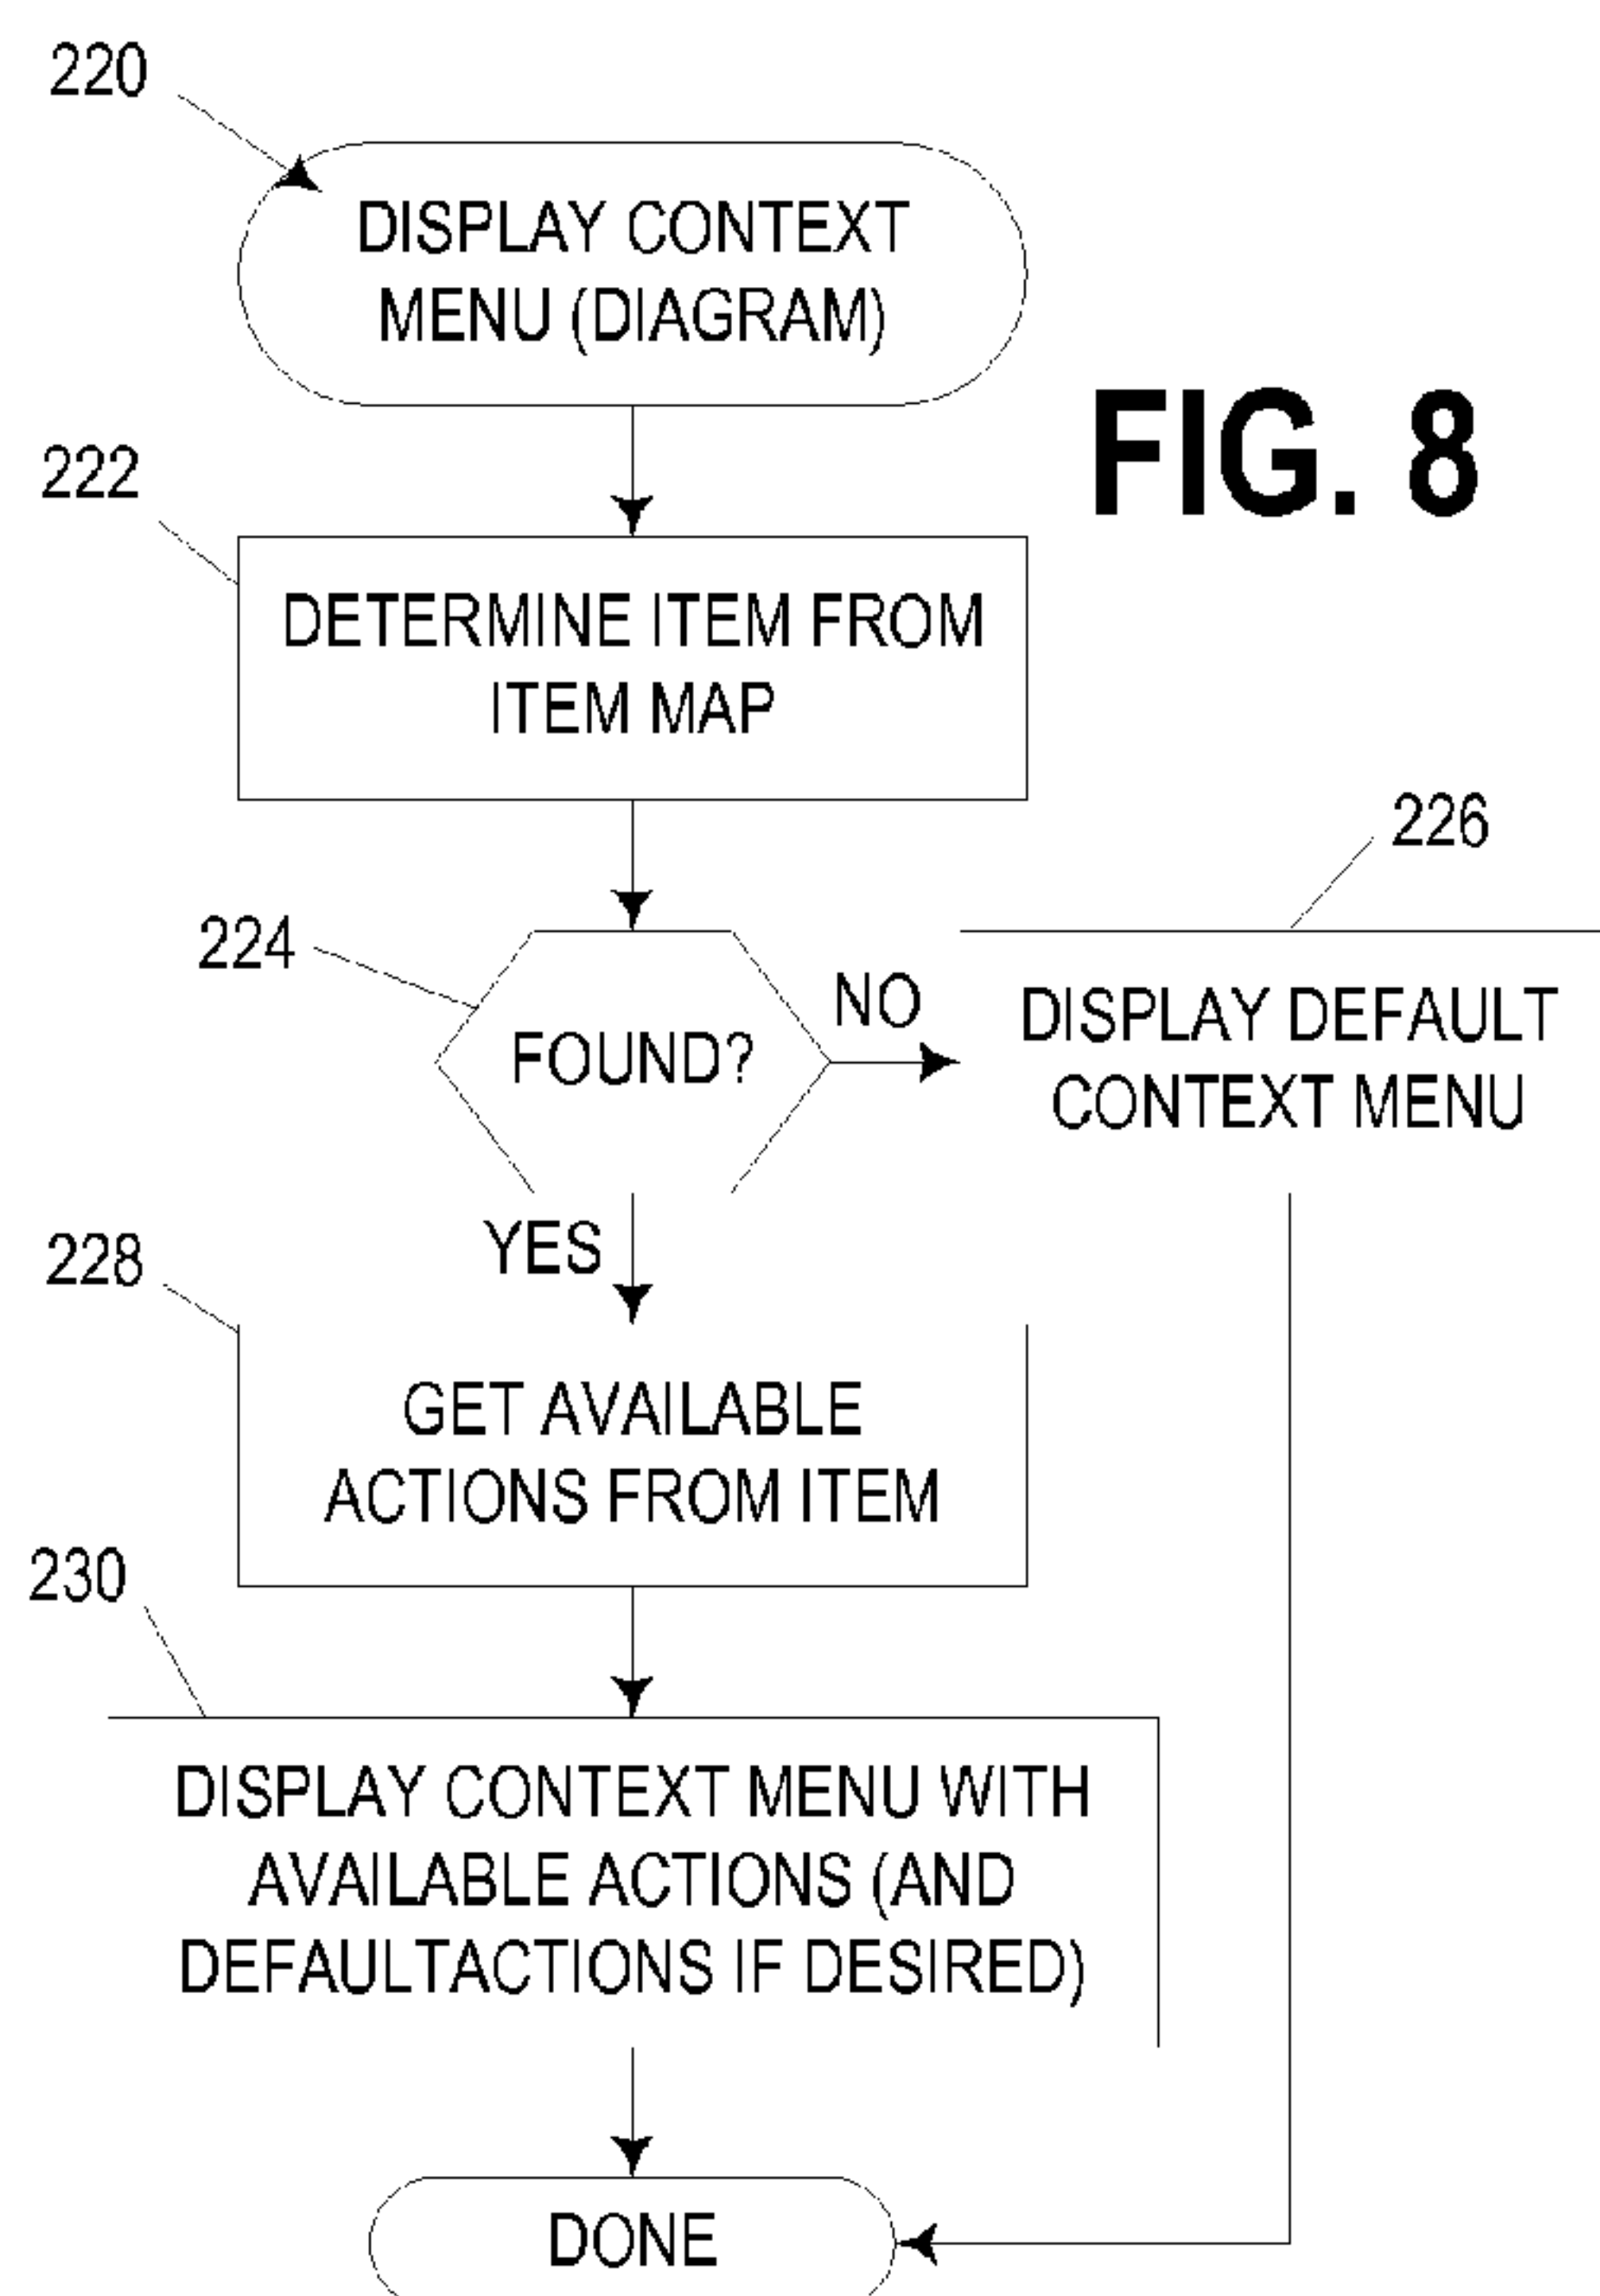 220
DISPLAY CONTEXT
MENU (DIAGRAM)
FIG. 8
222
DETERMINE ITEM FROM
ITEM MAP
226
224
FOUND?
NO
DISPLAY DEFAULT
CONTEXT MENU
YES
228
GET AVAILABLE
ACTIONS FROM ITEM
230
DISPLAY CONTEXT MENU WITH
AVAILABLE ACTIONS (AND
DEFAULTACTIONS IF DESIRED)
DONE